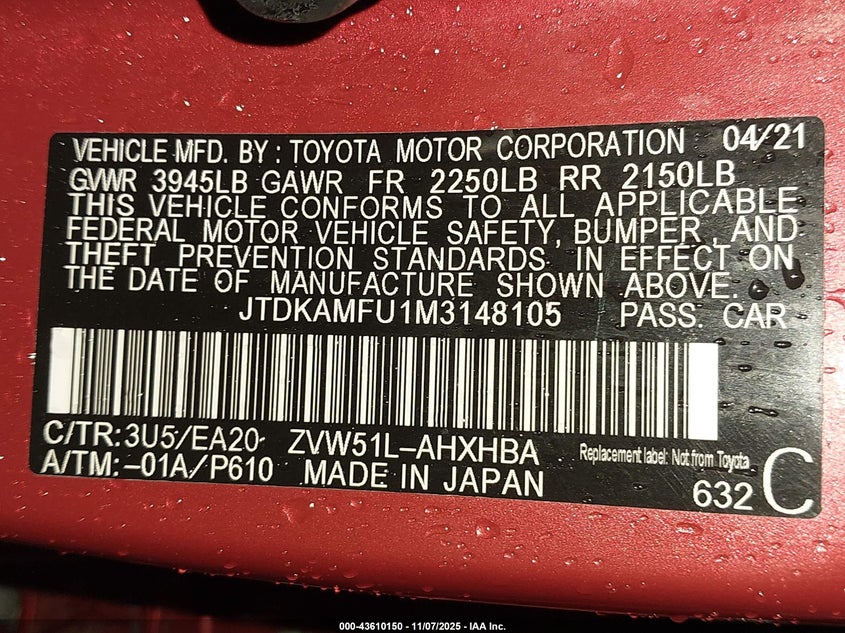 VEHICLE MFD. BY : TOYOTA MOTOR CORPORATION 04/21
GVWR 3945LB GAWR FR 2250LB RR 2150LB
THIS VEHICLE CONFORMS TO ALL APPLICABLE
FEDERAL MOTOR VEHICLE SAFETY, BUMPER, AND
THEFT PREVENTION STANDARDS IN EFFECT ON
THE DATE OF MANUFACTURE SHOWN ABOVE.
JTDKAMFU1M3148105 PASS. CAR
C/TR:3U5/EA20- ZVW51L-AHXHBA Replacement label: Not from Toyota C
A/TM:-01A/P610 MADE IN JAPAN 632
000-43610150 - 11/07/2025 - IAA Inc.